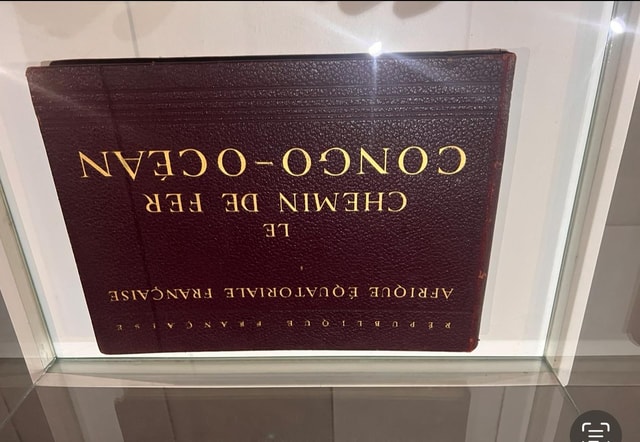 RÉPUBLIQUE FRANÇAISE
AFRIQUE ÉQUATORIALE FRANÇAISE
LE
CHEMIN DE FER
CONGO-OCÉAN